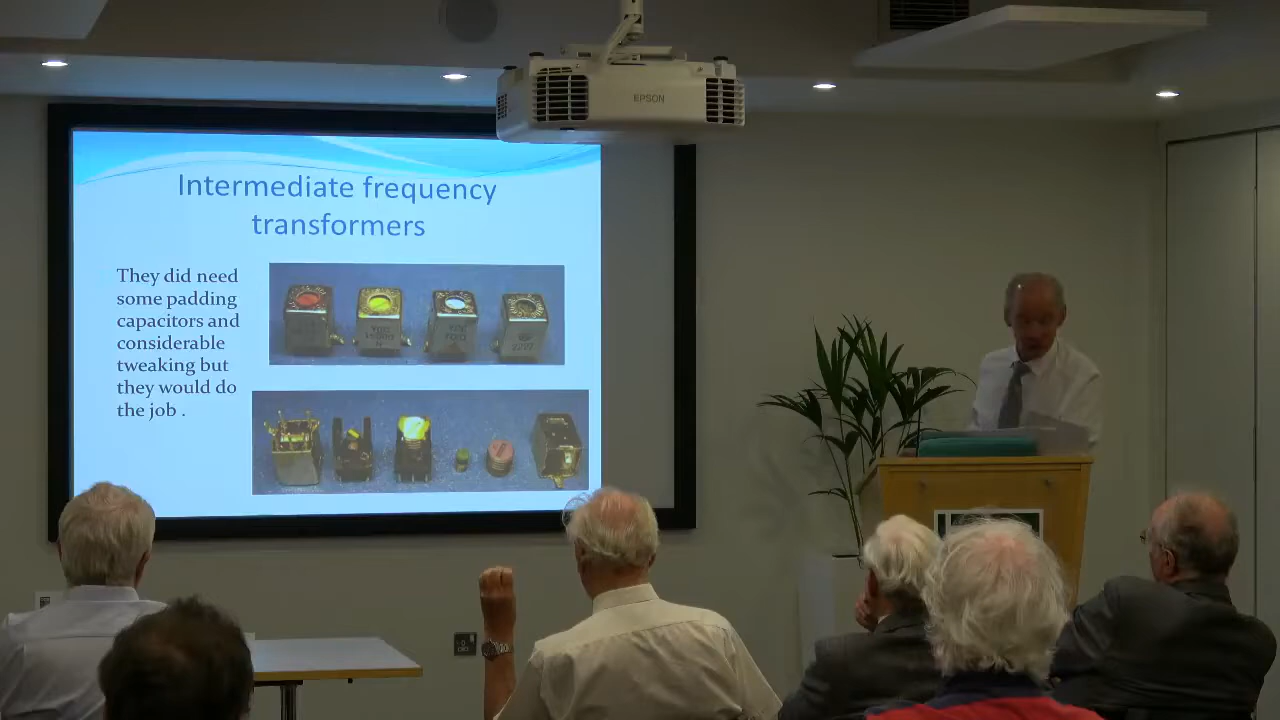 EPSON
Intermediate frequency
transformers
They did need
some padding
capacitors and
considerable
tweaking but
they would do
the job .